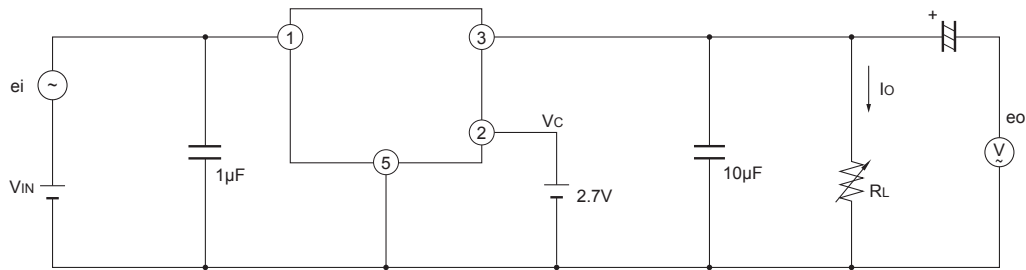 ei
~
VIN
1µF
1
3
2
5
VC
2.7V
10µF
IO
RL
+
eo
V
~